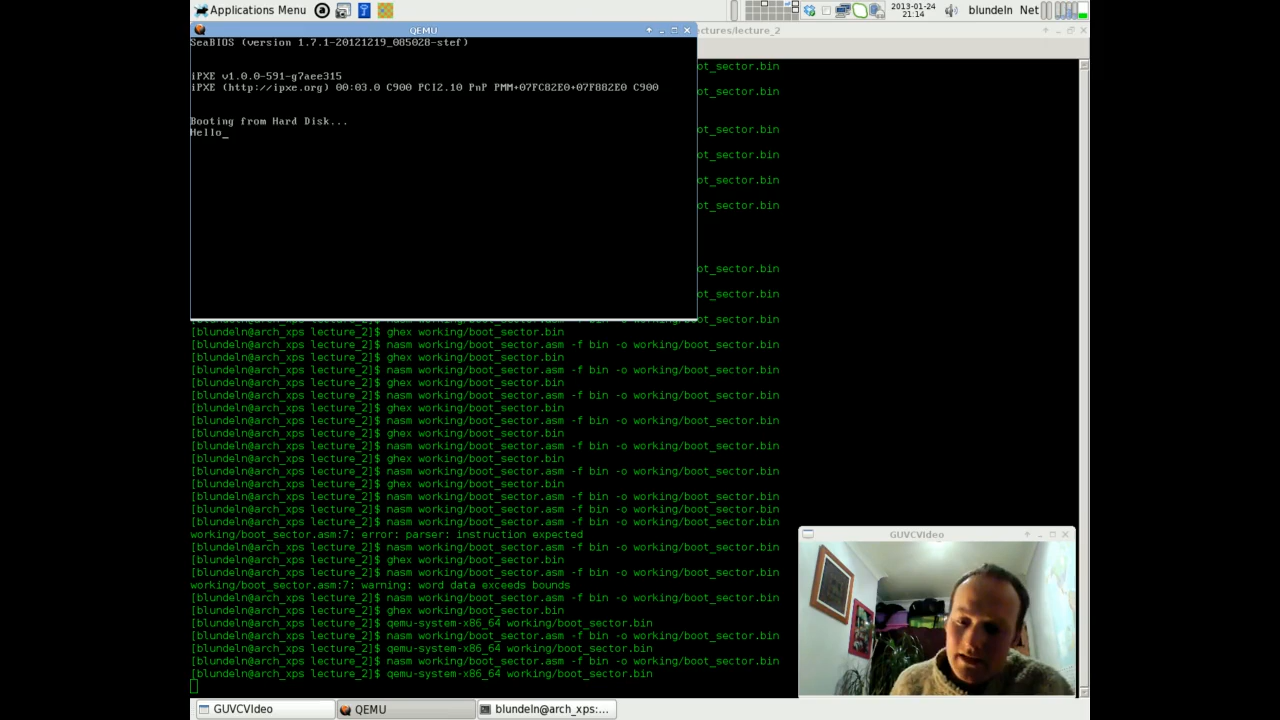 Applications Menu
2013-01-24
21:14
blundeln Net
QEMU
ectures/lecture_2
SeaBIOS (version 1.7.1-20121219_085028-stef)
iPXE v1.0.0-591-g7aee315
iPXE (http://ipxe.org) 00:03.0 C900 PCI2.10 PnP PMM+07FC82E0+07F882E0 C900
Booting from Hard Disk...
Hello_
ot_sector.bin
ot_sector.bin
ot_sector.bin
ot_sector.bin
ot_sector.bin
ot_sector.bin
ot_sector.bin
ot_sector.bin
[blundeln@arch_xps lecture_2]$ nasm working/boot_sector.asm -f bin -o working/boot_sector.bin
[blundeln@arch_xps lecture_2]$ ghex working/boot_sector.bin
[blundeln@arch_xps lecture_2]$ nasm working/boot_sector.asm -f bin -o working/boot_sector.bin
[blundeln@arch_xps lecture_2]$ ghex working/boot_sector.bin
[blundeln@arch_xps lecture_2]$ nasm working/boot_sector.asm -f bin -o working/boot_sector.bin
[blundeln@arch_xps lecture_2]$ ghex working/boot_sector.bin
[blundeln@arch_xps lecture_2]$ nasm working/boot_sector.asm -f bin -o working/boot_sector.bin
[blundeln@arch_xps lecture_2]$ ghex working/boot_sector.bin
[blundeln@arch_xps lecture_2]$ nasm working/boot_sector.asm -f bin -o working/boot_sector.bin
[blundeln@arch_xps lecture_2]$ ghex working/boot_sector.bin
[blundeln@arch_xps lecture_2]$ nasm working/boot_sector.asm -f bin -o working/boot_sector.bin
[blundeln@arch_xps lecture_2]$ ghex working/boot_sector.bin
[blundeln@arch_xps lecture_2]$ nasm working/boot_sector.asm -f bin -o working/boot_sector.bin
[blundeln@arch_xps lecture_2]$ ghex working/boot_sector.bin
[blundeln@arch_xps lecture_2]$ nasm working/boot_sector.asm -f bin -o working/boot_sector.bin
[blundeln@arch_xps lecture_2]$ nasm working/boot_sector.asm -f bin -o working/boot_sector.bin
[blundeln@arch_xps lecture_2]$ nasm working/boot_sector.asm -f bin -o working/boot_sector.bin
working/boot_sector.asm:7: error: parser: instruction expected
[blundeln@arch_xps lecture_2]$ nasm working/boot_sector.asm -f bin -o working/boot_sector.bin
[blundeln@arch_xps lecture_2]$ ghex working/boot_sector.bin
[blundeln@arch_xps lecture_2]$ nasm working/boot_sector.asm -f bin -o working/boot_sector.bin
working/boot_sector.asm:7: warning: word data exceeds bounds
[blundeln@arch_xps lecture_2]$ nasm working/boot_sector.asm -f bin -o working/boot_sector.bin
[blundeln@arch_xps lecture_2]$ ghex working/boot_sector.bin
[blundeln@arch_xps lecture_2]$ qemu-system-x86_64 working/boot_sector.bin
[blundeln@arch_xps lecture_2]$ nasm working/boot_sector.asm -f bin -o working/boot_sector.bin
[blundeln@arch_xps lecture_2]$ qemu-system-x86_64 working/boot_sector.bin
[blundeln@arch_xps lecture_2]$ nasm working/boot_sector.asm -f bin -o working/boot_sector.bin
[blundeln@arch_xps lecture_2]$ qemu-system-x86_64 working/boot_sector.bin
GUVCVIdeo
GUVCVIdeo
QEMU
blundeln@arch_xps:...